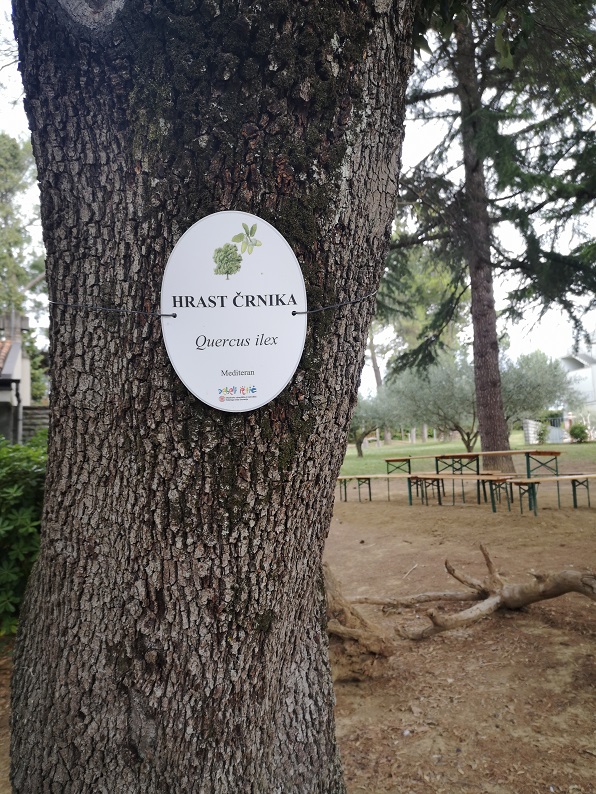 HRAST ČRNIKA
Quercus ilex
Mediteran